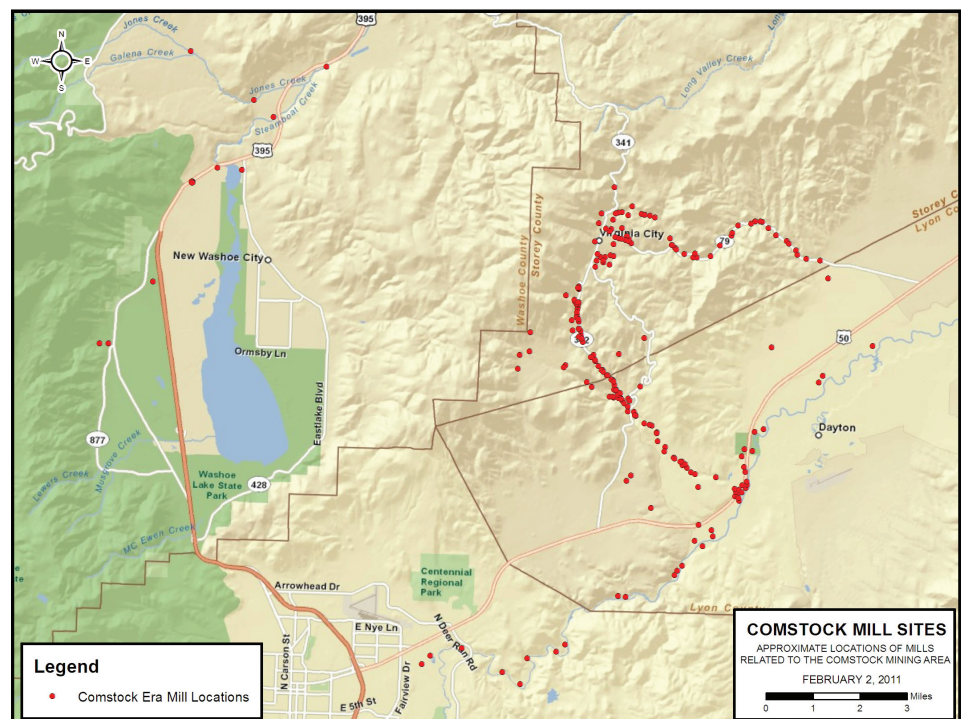 Jones Creek
395
Galena Creek
N
W E
S
Jones Creek
Steamboat Creek
Long Valley Creek
395
341
Storey Co
Lyon Co
Washoe County
Storey County
Virginia City
79
New Washoe City
50
Ormsby Ln
Eastlake Blvd
877
Dayton
Lewers Creek
Musgrove Creek
Washoe
Lake State
Park
428
MC Ewen Creek
Centennial
Regional
Park
Arrowhead Dr
Lyon County
E Nye Ln
N Deer Run Rd
N Carson St
Fairview Dr
E 5th St
Legend
Comstock Era Mill Locations
COMSTOCK MILL SITES
APPROXIMATE LOCATIONS OF MILLS
RELATED TO THE COMSTOCK MINING AREA
FEBRUARY 2, 2011
Miles
0 1 2 3